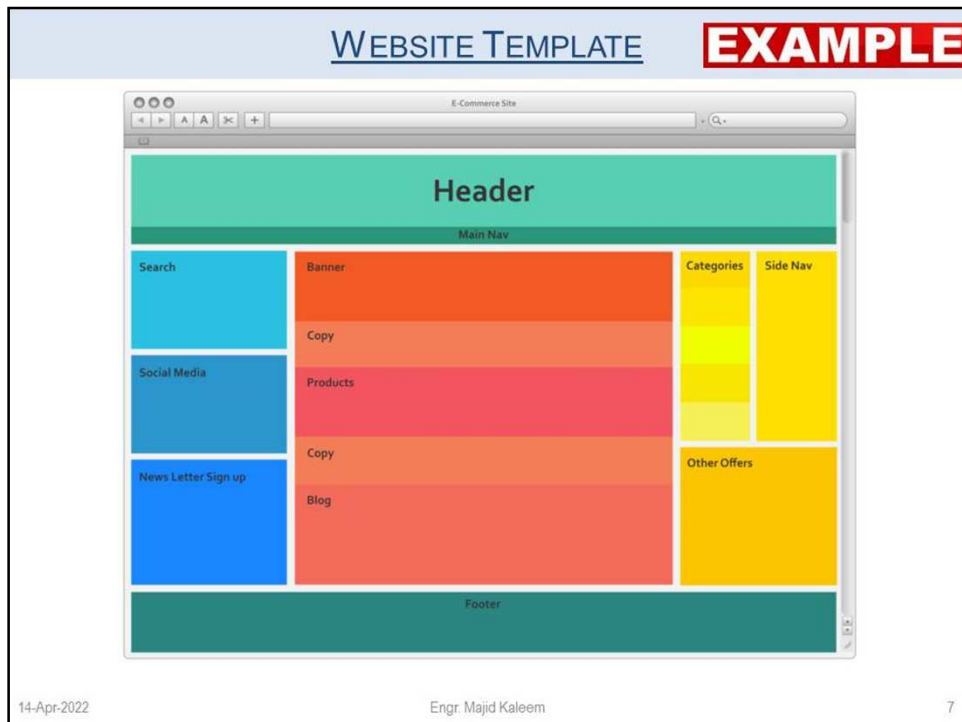 WEBSITE TEMPLATE
EXAMPLE
E-Commerce Site
A A
Header
Main Nav
Search
Social Media
News Letter Sign up
Banner
Copy
Products
Copy
Blog
Categories
Side Nav
Other Offers
Footer
14-Apr-2022
Engr. Majid Kaleem
7